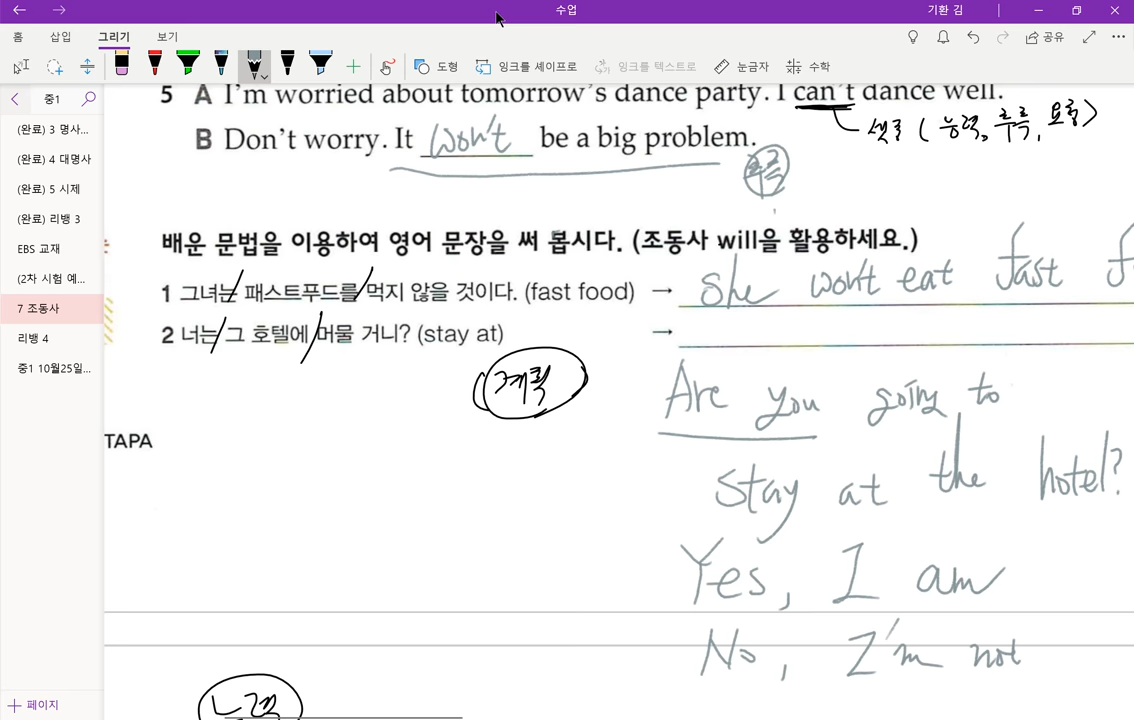 수업
기환 김
홈 삽입 그리기 보기
공유
도형 잉크를 셰이프로 잉크를 텍스트로 눈금자 수학
중1
(완료) 3 명사...
(완료) 4 대명사
(완료) 5 시제
(완료) 리뱅 3
EBS 교재
(2차 시험 예...
7 조동사
리뱅 4
중1 10월25일...
페이지
5 A I'm worried about tomorrow's dance party. I can't dance well.
(능력, 추측, 요청)
B Don't worry. It won't be a big problem.
추측
배운 문법을 이용하여 영어 문장을 써 봅시다. (조동사 will을 활용하세요.)
1 그녀는 패스트푸드를 먹지 않을 것이다. (fast food) → She won't eat fast f
2 너는 그 호텔에 머물 거니? (stay at) →
계획
Are you going to
TAPA
stay at the hotel?
Yes, I am
No, I'm not